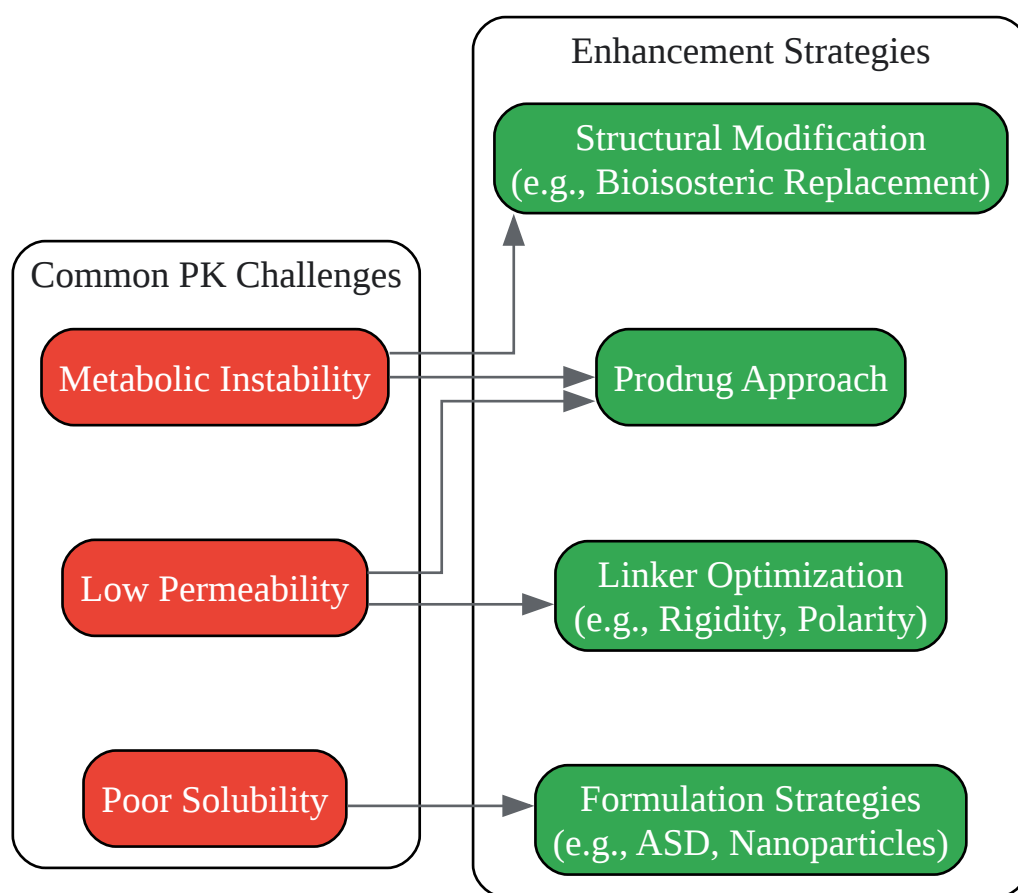 Enhancement Strategies
Structural Modification
(e.g., Bioisosteric Replacement)
Common PK Challenges
Metabolic Instability
Prodrug Approach
Low Permeability
Linker Optimization
(e.g., Rigidity, Polarity)
Poor Solubility
Formulation Strategies
(e.g., ASD, Nanoparticles)